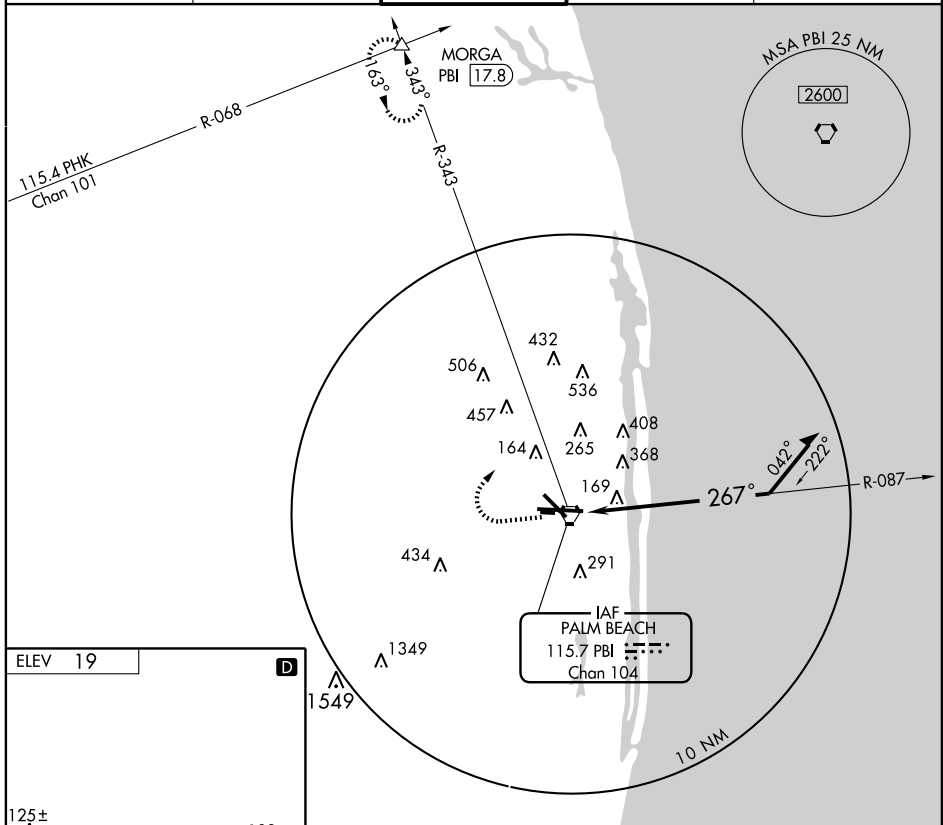 MORGA
PBI 17.8
163°
343°
R-068
115.4 PHK
Chan 101
R-343
MSA PBI 25 NM
2600
432
506
536
457
408
265
164
368
169
042°
222°
267°
R-087
434
291
IAF
PALM BEACH
115.7 PBI
Chan 104
1349
1549
10 NM
ELEV 19
D
125±